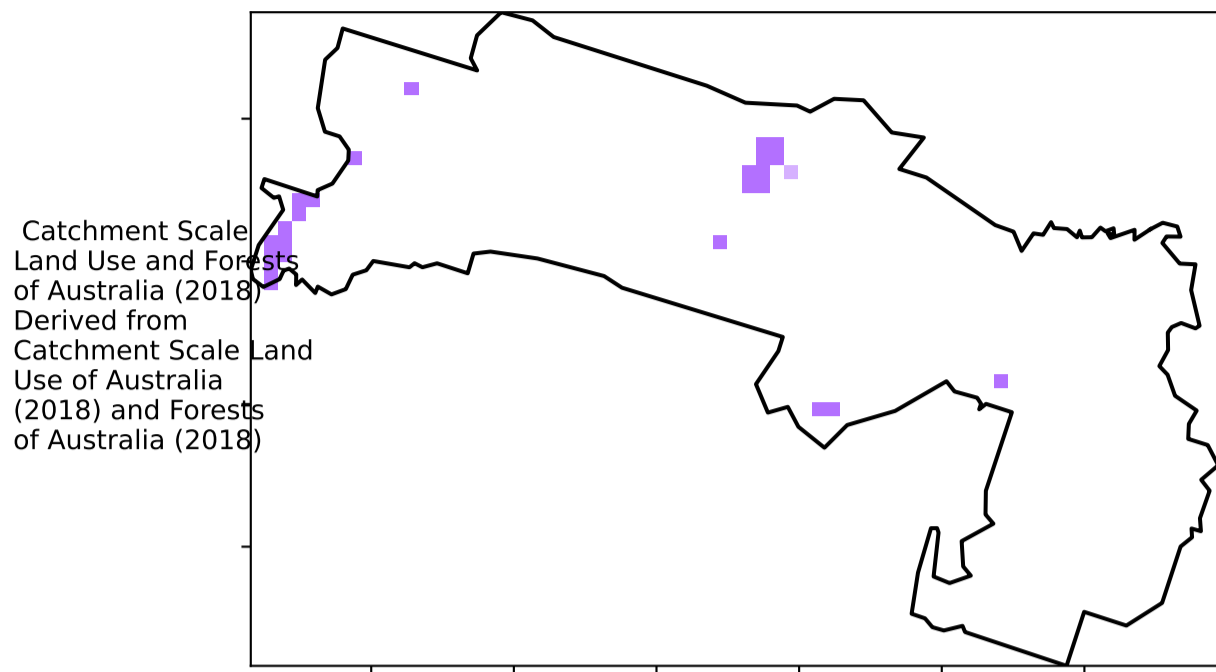 Catchment Scale
Land Use and Forests
of Australia (2018)
Derived from
Catchment Scale Land
Use of Australia
(2018) and Forests
of Australia (2018)